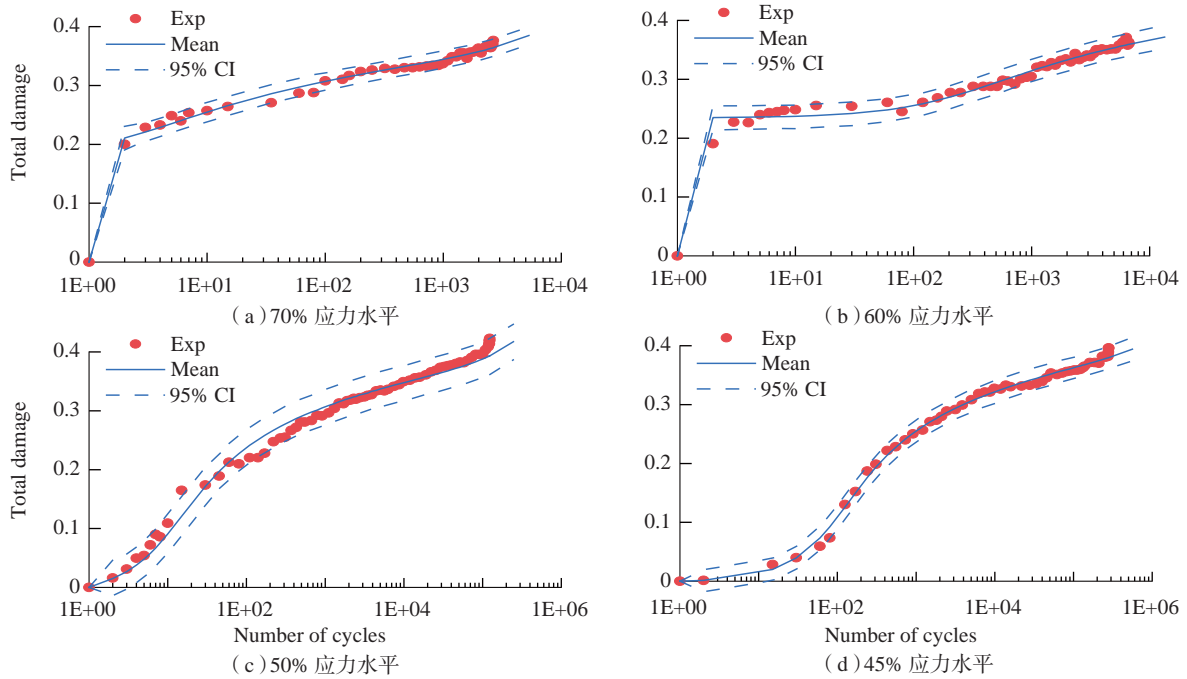 Exp
Mean
95% CI
Total damage
0.4
0.3
0.2
0.1
0
1E+00
1E+01
1E+02
1E+03
1E+04
(a)70% 应力水平
Exp
Mean
95% CI
0.4
0.3
0.2
0.1
0
1E+00
1E+01
1E+02
1E+03
1E+04
(b)60% 应力水平
Exp
Mean
95% CI
Total damage
0.4
0.3
0.2
0.1
0
1E+00
1E+02
1E+04
1E+06
Number of cycles
(c)50% 应力水平
Exp
Mean
95% CI
0.4
0.3
0.2
0.1
0
1E+00
1E+02
1E+04
1E+06
Number of cycles
(d)45% 应力水平